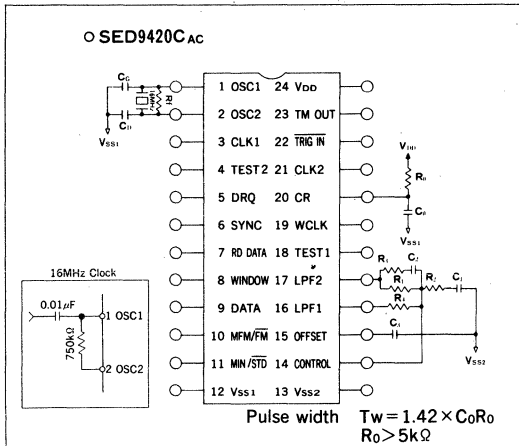 ○ SED9420CAC
CG
16MHz
Rf
CD
VSS1
1 OSC1 24 VDD
2 OSC2 23 TM OUT
3 CLK1 22 TRIG IN
4 TEST2 21 CLK2
5 DRQ 20 CR
6 SYNC 19 WCLK
7 RD DATA 18 TEST1
8 WINDOW 17 LPF2
9 DATA 16 LPF1
10 MFM/FM 15 OFFSET
11 MIN/STD 14 CONTROL
12 VSS1 13 VSS2
VDD
R0
C0
VSS1
C2
R2
C1
VSS2
16MHz Clock
0.01μF
1 OSC1
750kΩ
2 OSC2
Pulse width Tw=1.42×C0R0
R0>5kΩ